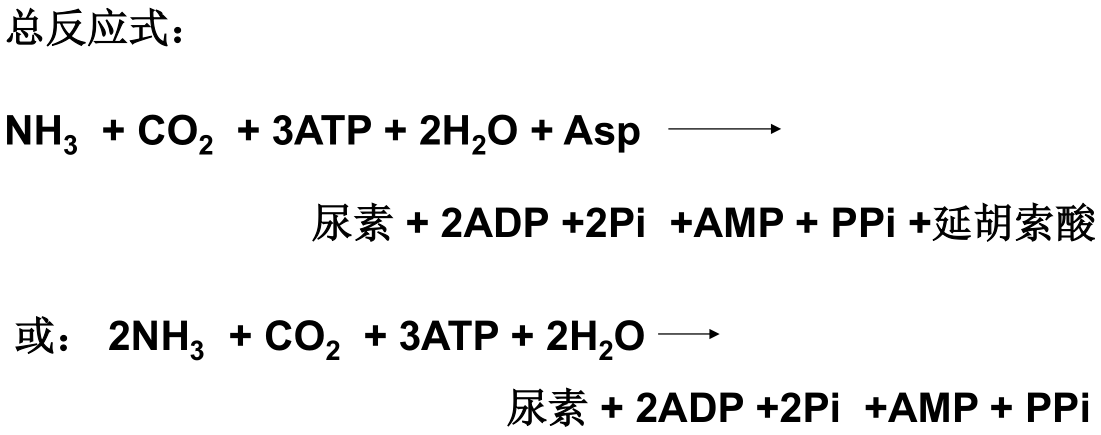 总反应式：
NH₃ + CO₂ + 3ATP + 2H₂O + Asp ⟶
尿素 + 2ADP +2Pi +AMP + PPi +延胡索酸
或： 2NH₃ + CO₂ + 3ATP + 2H₂O ⟶
尿素 + 2ADP +2Pi +AMP + PPi